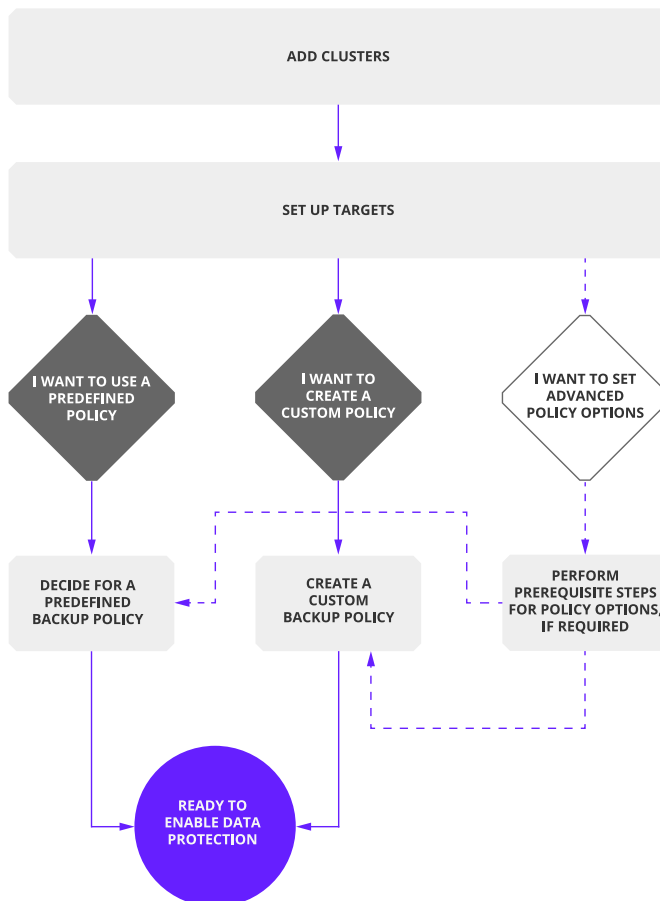 ADD CLUSTERS
SET UP TARGETS
I WANT TO USE A
PREDEFINED
POLICY
I WANT TO
CREATE A
CUSTOM POLICY
I WANT TO SET
ADVANCED
POLICY OPTIONS
DECIDE FOR A
PREDEFINED
BACKUP POLICY
CREATE A
CUSTOM
BACKUP POLICY
PERFORM
PREREQUISITE STEPS
FOR POLICY OPTIONS,
IF REQUIRED
READY TO
ENABLE DATA
PROTECTION